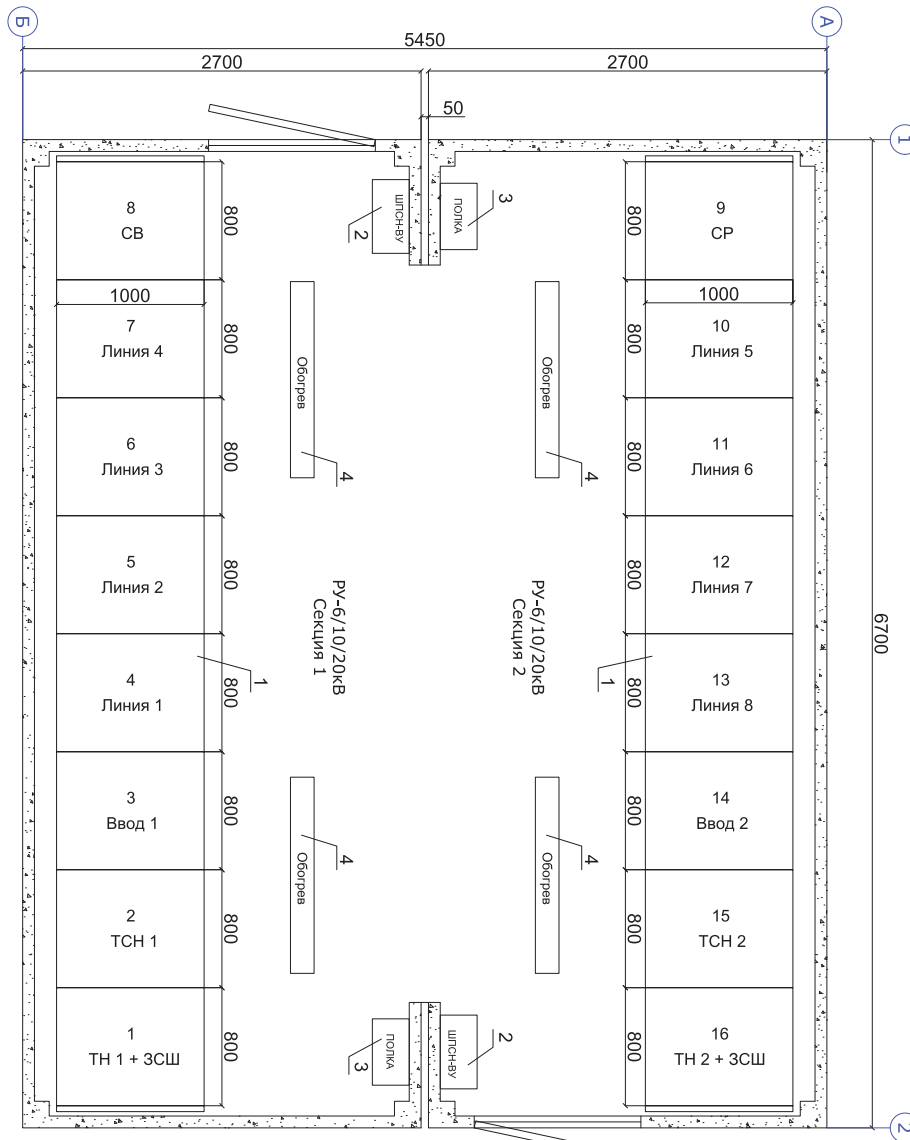 Б
А
5450
2700
2700
50
1
8
СВ
800
ШПСН-ВУ
2
ПОЛКА
3
800
9
СР
1000
7
Линия 4
800
Обогрев
4
Обогрев
4
800
1000
10
Линия 5
6
Линия 3
800
800
11
Линия 6
5
Линия 2
800
РУ-6/10/20кВ
Секция 1
РУ-6/10/20кВ
Секция 2
800
12
Линия 7
6700
4
Линия 1
800
1
1
800
13
Линия 8
3
Ввод 1
800
Обогрев
4
Обогрев
4
800
14
Ввод 2
2
ТСН 1
800
800
15
ТСН 2
1
ТН 1 + ЗСШ
800
ПОЛКА
3
ШПСН-ВУ
2
800
16
ТН 2 + ЗСШ
2